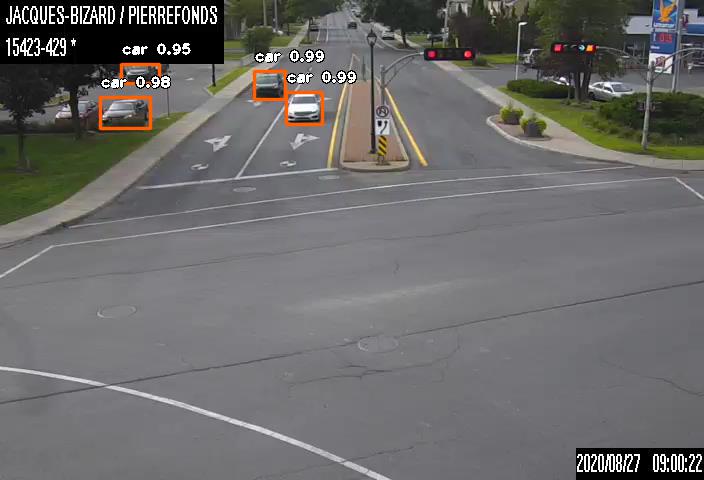 JACQUES-BIZARD / PIERREFONDS
15423-429 *
car 0.95
car 0.99
car 0.98
car 0.99
2020/08/27 09:00:22